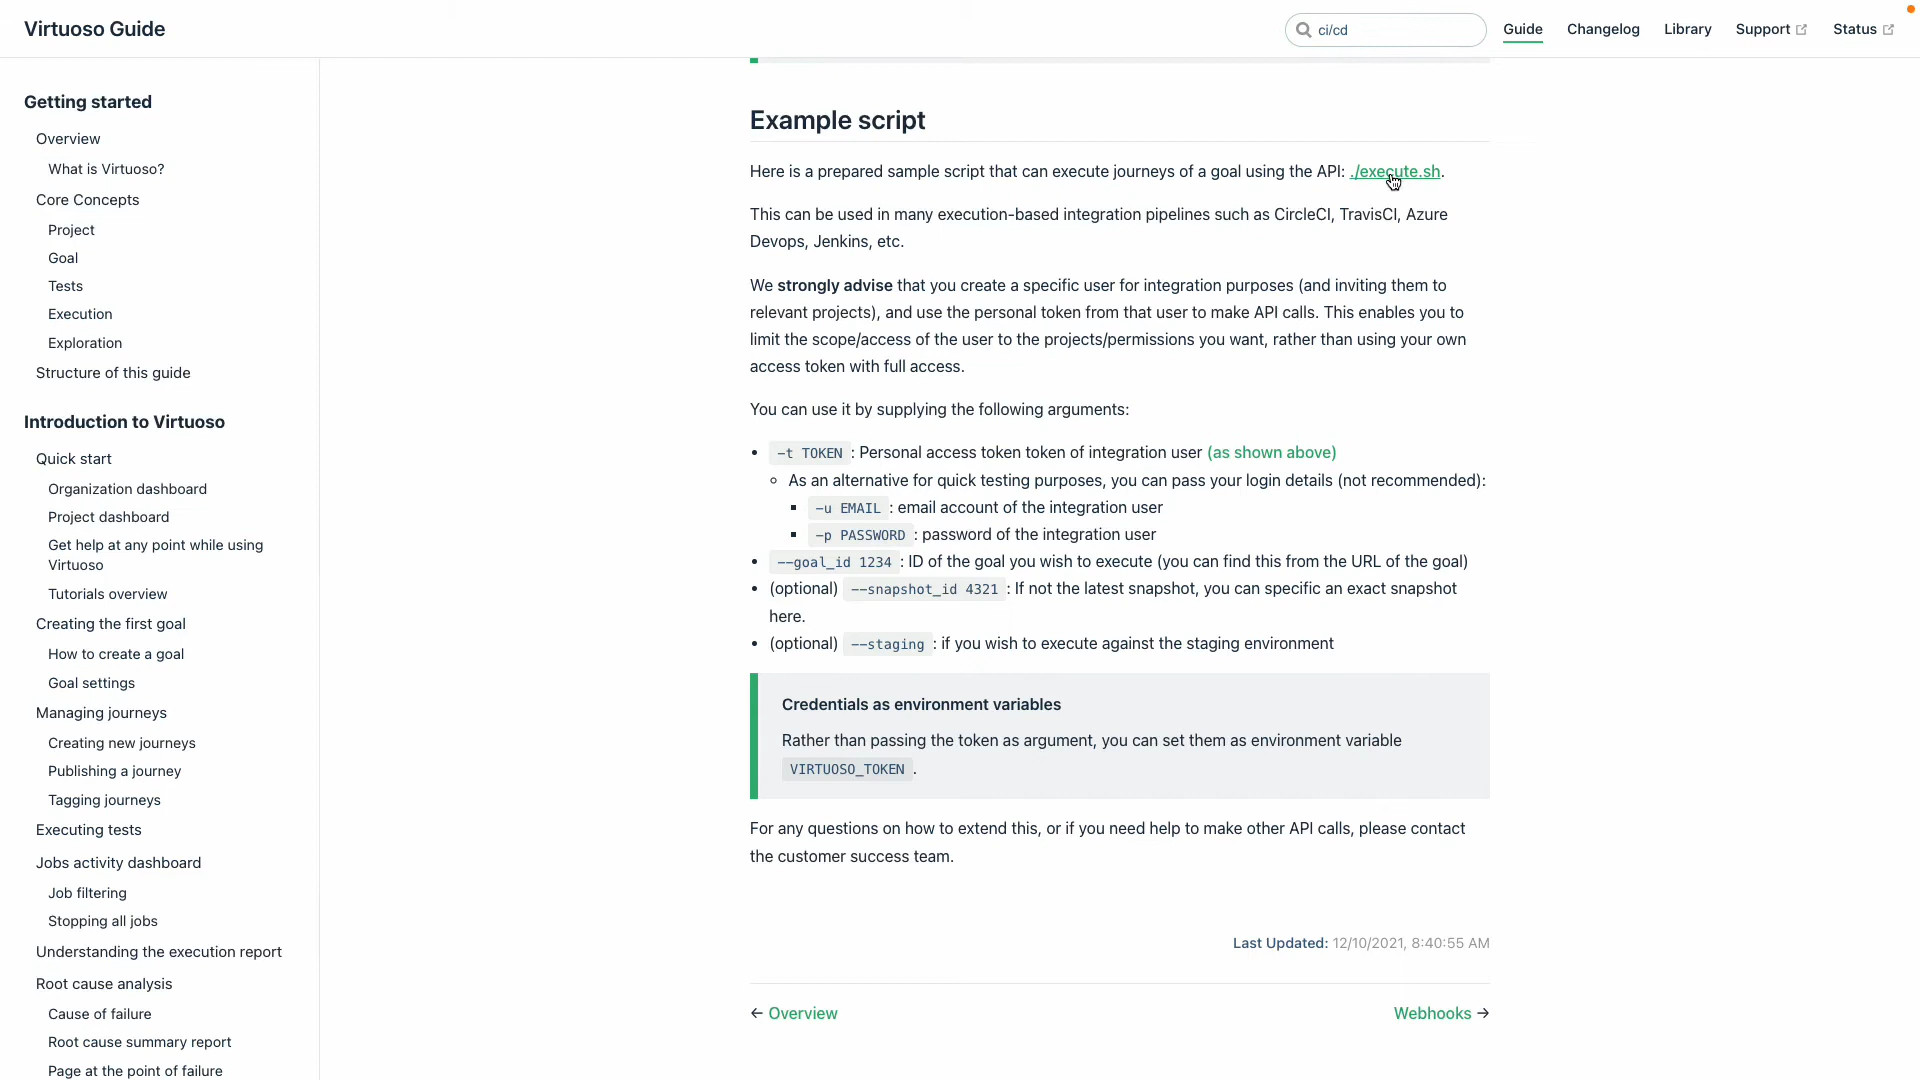 Virtuoso Guide
ci/cd
Guide
Changelog
Library
Support
Status
Getting started
Overview
What is Virtuoso?
Core Concepts
Project
Goal
Tests
Execution
Exploration
Structure of this guide
Introduction to Virtuoso
Quick start
Organization dashboard
Project dashboard
Get help at any point while using
Virtuoso
Tutorials overview
Creating the first goal
How to create a goal
Goal settings
Managing journeys
Creating new journeys
Publishing a journey
Tagging journeys
Executing tests
Jobs activity dashboard
Job filtering
Stopping all jobs
Understanding the execution report
Root cause analysis
Cause of failure
Root cause summary report
Page at the point of failure
Example script
Here is a prepared sample script that can execute journeys of a goal using the API: ./execute.sh.
This can be used in many execution-based integration pipelines such as CircleCI, TravisCI, Azure
Devops, Jenkins, etc.
We strongly advise that you create a specific user for integration purposes (and inviting them to
relevant projects), and use the personal token from that user to make API calls. This enables you to
limit the scope/access of the user to the projects/permissions you want, rather than using your own
access token with full access.
You can use it by supplying the following arguments:
• -t TOKEN : Personal access token token of integration user (as shown above)
◦ As an alternative for quick testing purposes, you can pass your login details (not recommended):
▪ -u EMAIL : email account of the integration user
▪ -p PASSWORD : password of the integration user
• --goal_id 1234 : ID of the goal you wish to execute (you can find this from the URL of the goal)
• (optional) --snapshot_id 4321 : If not the latest snapshot, you can specific an exact snapshot
here.
• (optional) --staging : if you wish to execute against the staging environment
Credentials as environment variables
Rather than passing the token as argument, you can set them as environment variable
VIRTUOSO_TOKEN .
For any questions on how to extend this, or if you need help to make other API calls, please contact
the customer success team.
Last Updated: 12/10/2021, 8:40:55 AM
← Overview
Webhooks →